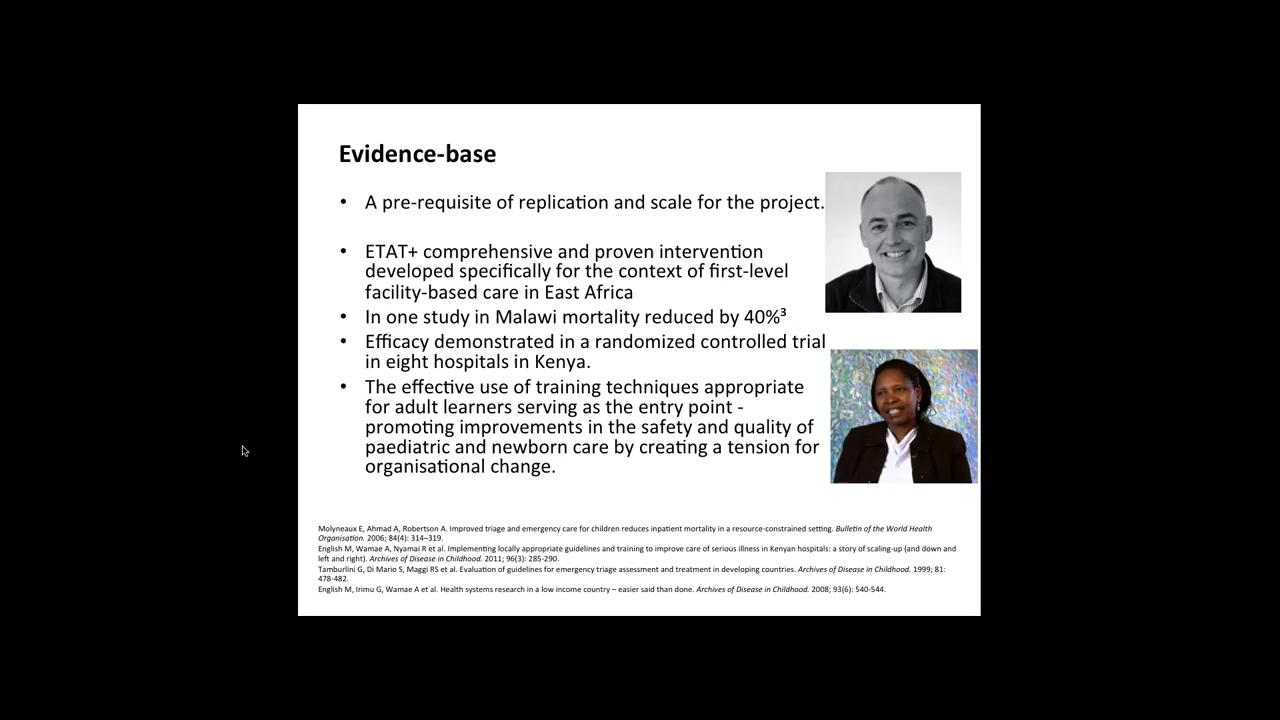 Evidence-base
• A pre-requisite of replication and scale for the project.
• ETAT+ comprehensive and proven intervention
developed specifically for the context of first-level
facility-based care in East Africa
• In one study in Malawi mortality reduced by 40%³
• Efficacy demonstrated in a randomized controlled trial
in eight hospitals in Kenya.
• The effective use of training techniques appropriate
for adult learners serving as the entry point -
promoting improvements in the safety and quality of
paediatric and newborn care by creating a tension for
organisational change.
Molyneaux E, Ahmad A, Robertson A. Improved triage and emergency care for children reduces inpatient mortality in a resource-constrained setting. Bulletin of the World Health
Organisation. 2006; 84(4): 314–319.
English M, Wamae A, Nyamai R et al. Implementing locally appropriate guidelines and training to improve care of serious illness in Kenyan hospitals: a story of scaling-up (and down and
left and right). Archives of Disease in Childhood. 2011; 96(3): 285-290.
Tamburlini G, Di Mario S, Maggi RS et al. Evaluation of guidelines for emergency triage assessment and treatment in developing countries. Archives of Disease in Childhood. 1999; 81:
478-482.
English M, Irimu G, Wamae A et al. Health systems research in a low income country – easier said than done. Archives of Disease in Childhood. 2008; 93(6): 540-544.